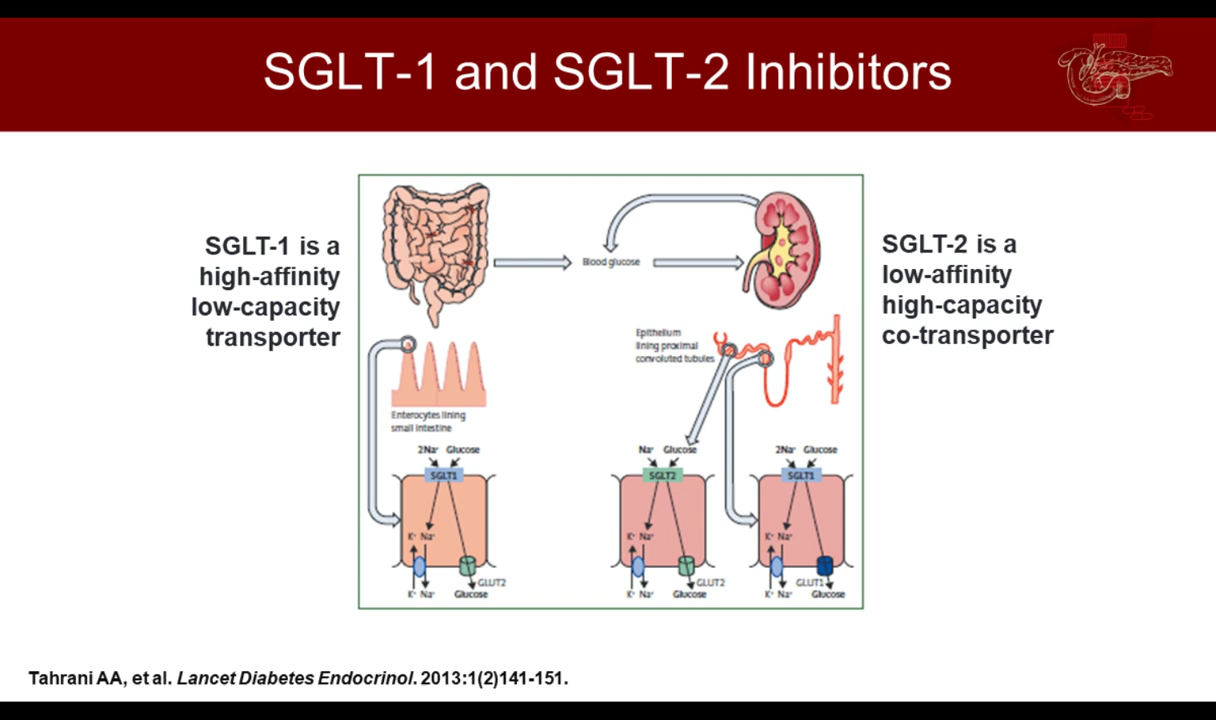 SGLT-1 and SGLT-2 Inhibitors
SGLT-1 is a
high-affinity
low-capacity
transporter
Blood glucose
SGLT-2 is a
low-affinity
high-capacity
co-transporter
Epithelium
lining proximal
convoluted tubules
Enterocytes lining
small intestine
2Na⁺ Glucose
SGLT1
K⁺ Na⁺
GLUT2
K⁺ Na⁺ Glucose
Na⁺ Glucose
SGLT2
K⁺ Na⁺
GLUT2
K⁺ Na⁺ Glucose
2Na⁺ Glucose
SGLT1
K⁺ Na⁺
GLUT1
K⁺ Na⁺ Glucose
Tahrani AA, et al. Lancet Diabetes Endocrinol. 2013:1(2)141-151.